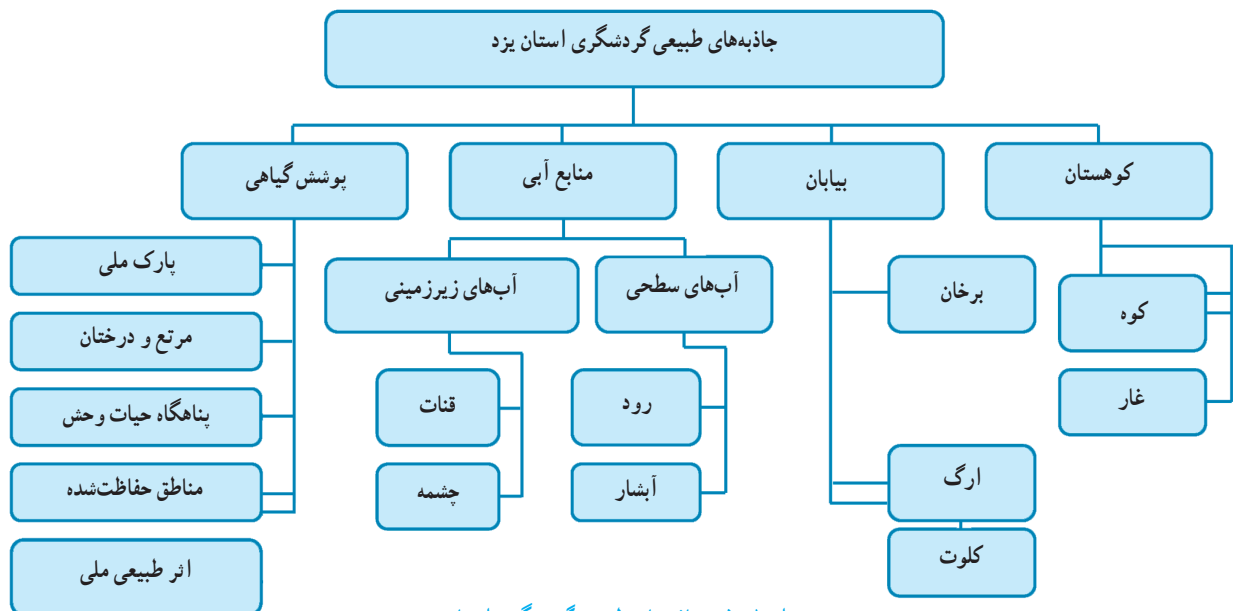 جاذبه‌های طبیعی گردشگری استان یزد
کوهستان
بیابان
منابع آبی
پوشش گیاهی
کوه
غار
برخان
ارگ
کلوت
آب‌های سطحی
آب‌های زیرزمینی
رود
آبشار
قنات
چشمه
پارک ملی
مرتع و درختان
پناهگاه حیات وحش
مناطق حفاظت‌شده
اثر طبیعی ملی